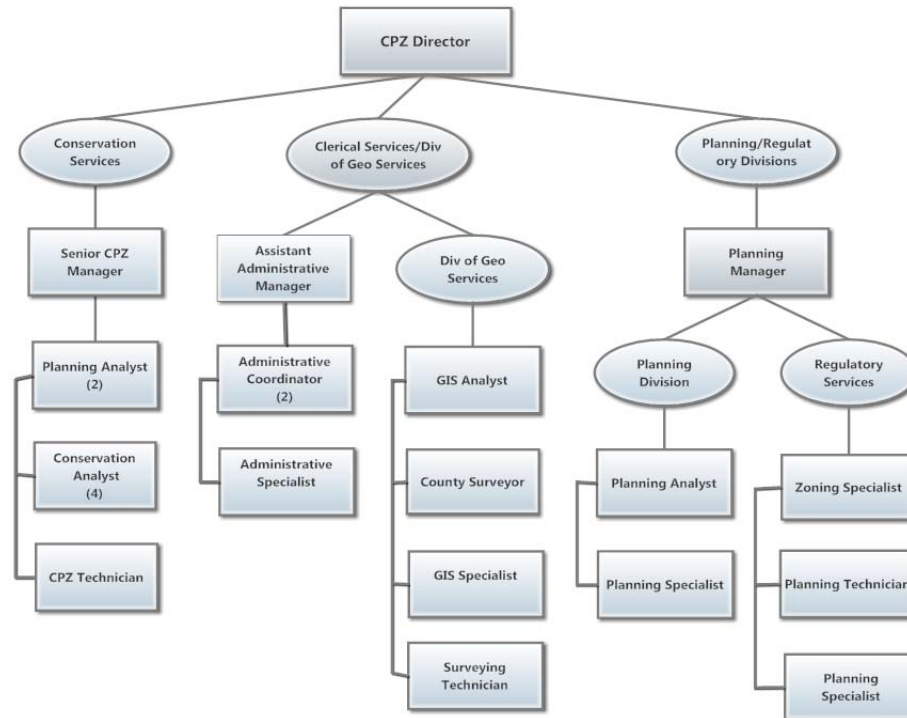 CPZ Director
Conservation
Services
Clerical Services/Div
of Geo Services
Planning/Regulat
ory Divisions
Senior CPZ
Manager
Assistant
Administrative
Manager
Div of Geo
Services
Planning
Manager
Planning Analyst
(2)
Administrative
Coordinator
(2)
GIS Analyst
Planning
Division
Regulatory
Services
Conservation
Analyst
(4)
Administrative
Specialist
County Surveyor
Planning Analyst
Zoning Specialist
CPZ Technician
GIS Specialist
Planning Specialist
Planning Technician
Surveying
Technician
Planning
Specialist